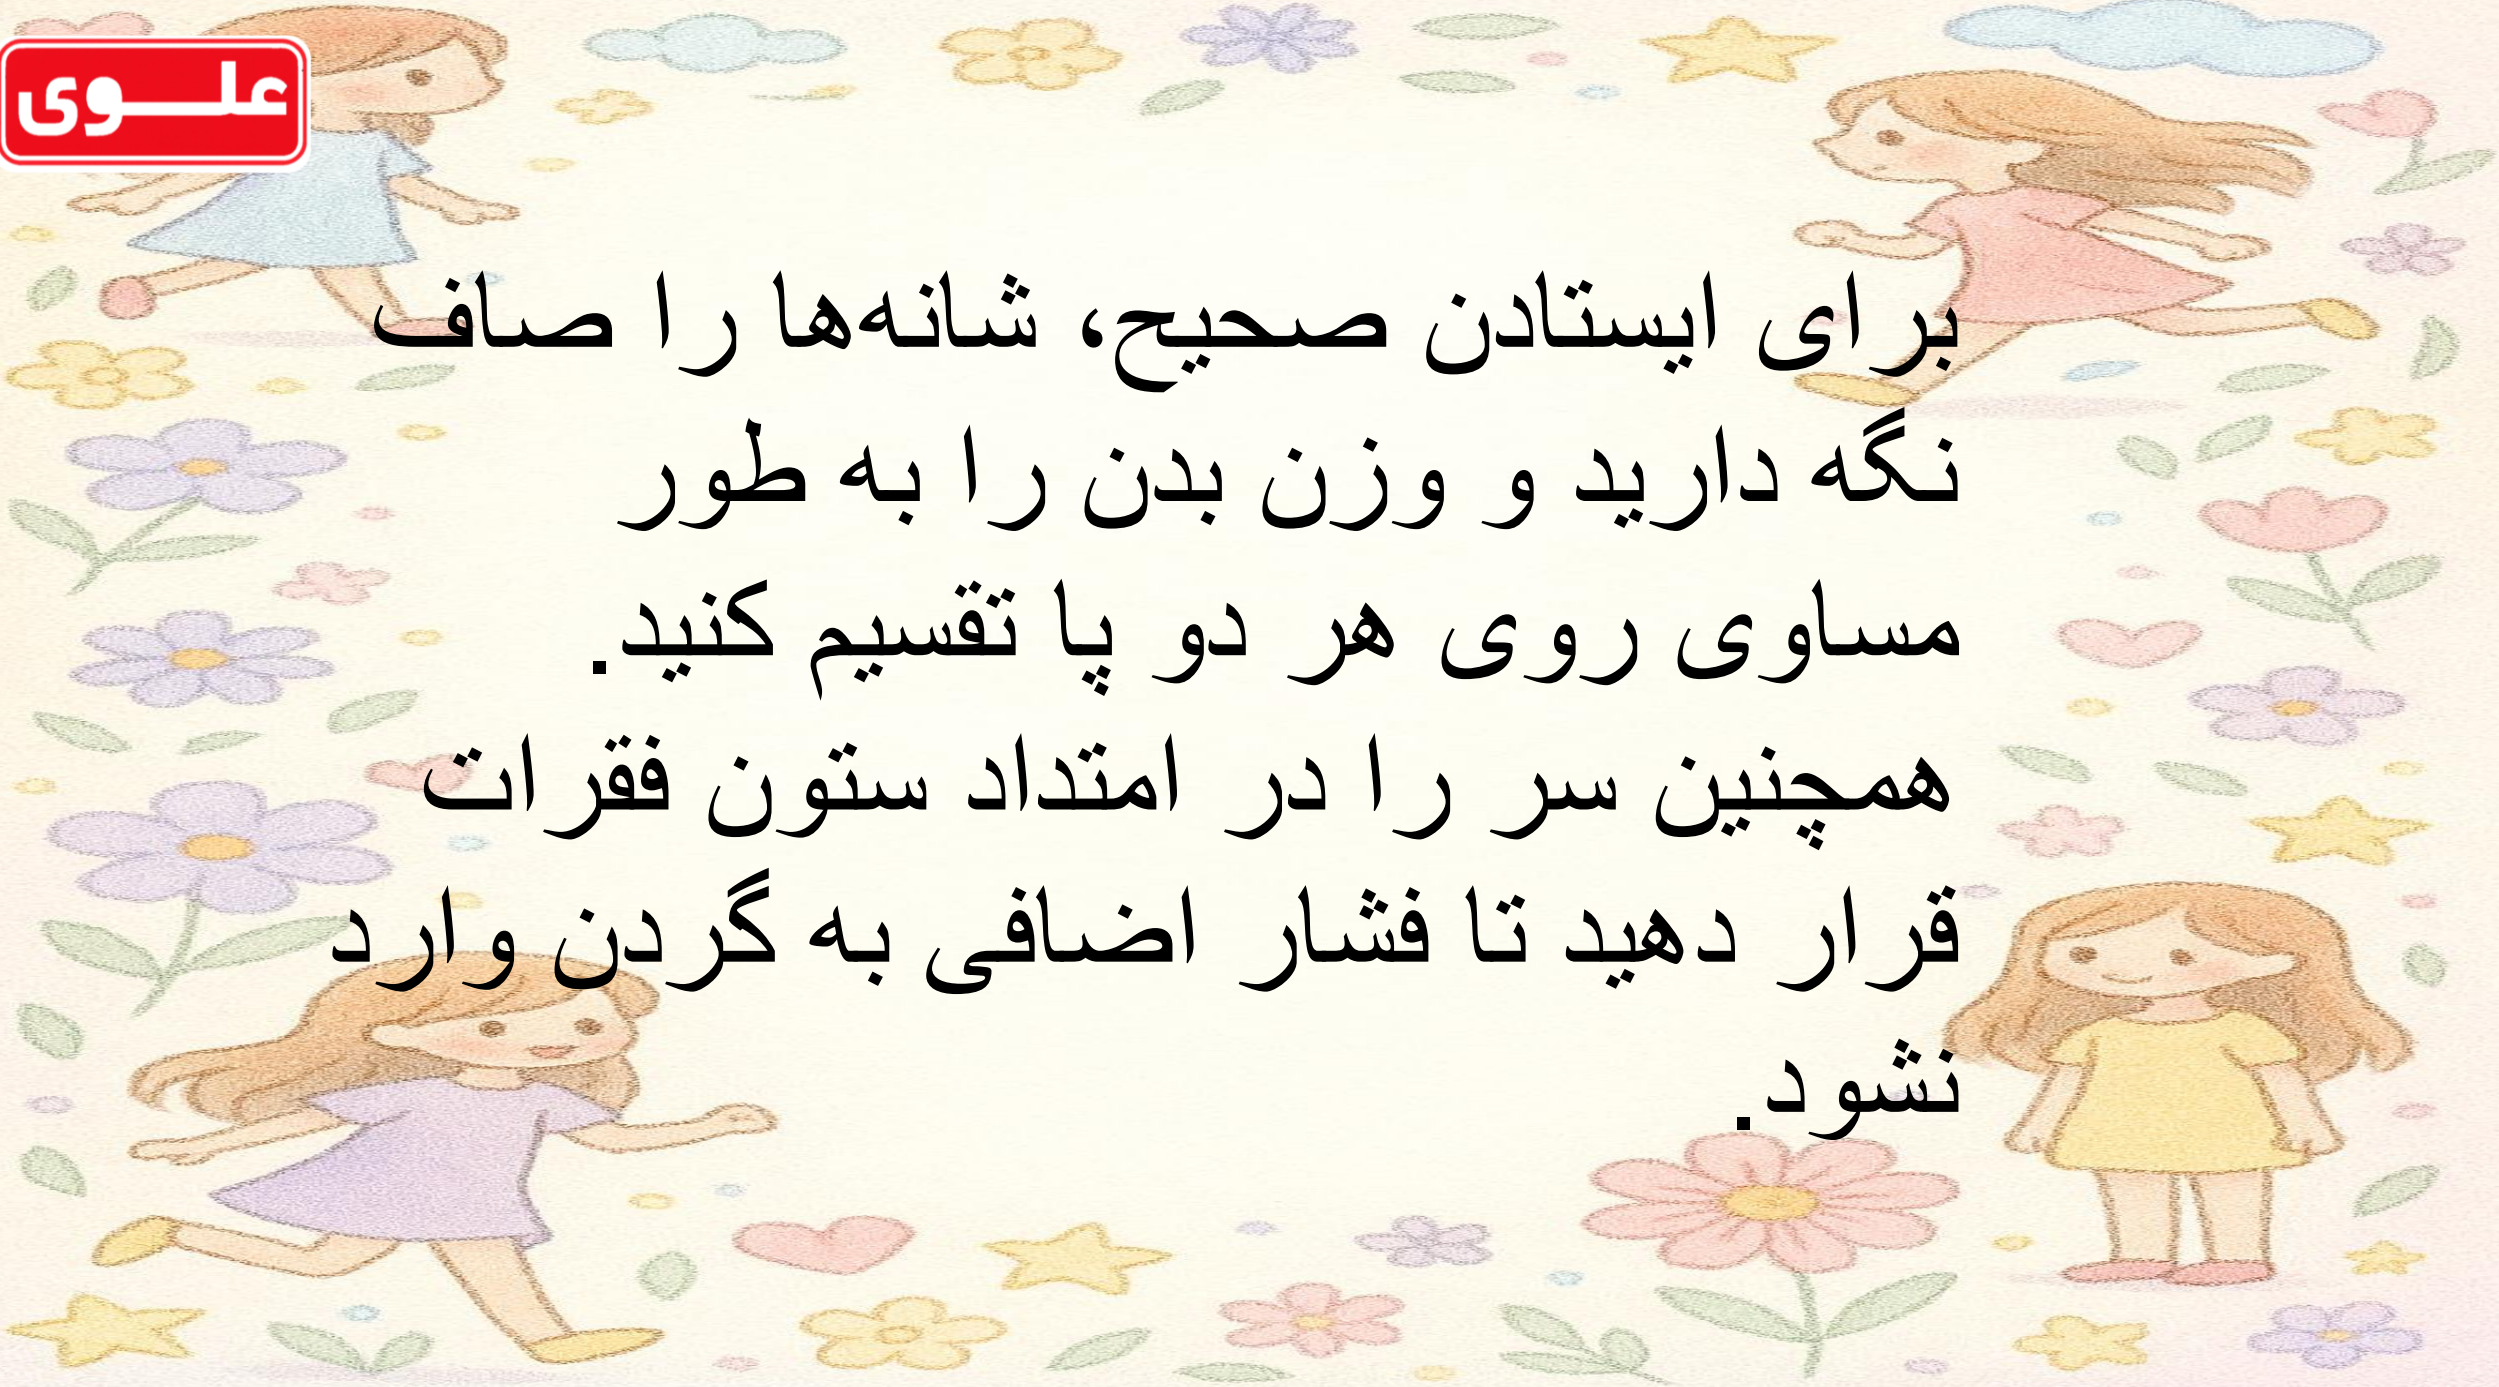 علوی
برای ایستادن صحیح، شانه‌ها را صاف
نگه دارید و وزن بدن را به طور
مساوی روی هر دو پا تقسیم کنید.
همچنین سر را در امتداد ستون فقرات
قرار دهید تا فشار اضافی به گردن وارد
نشود.